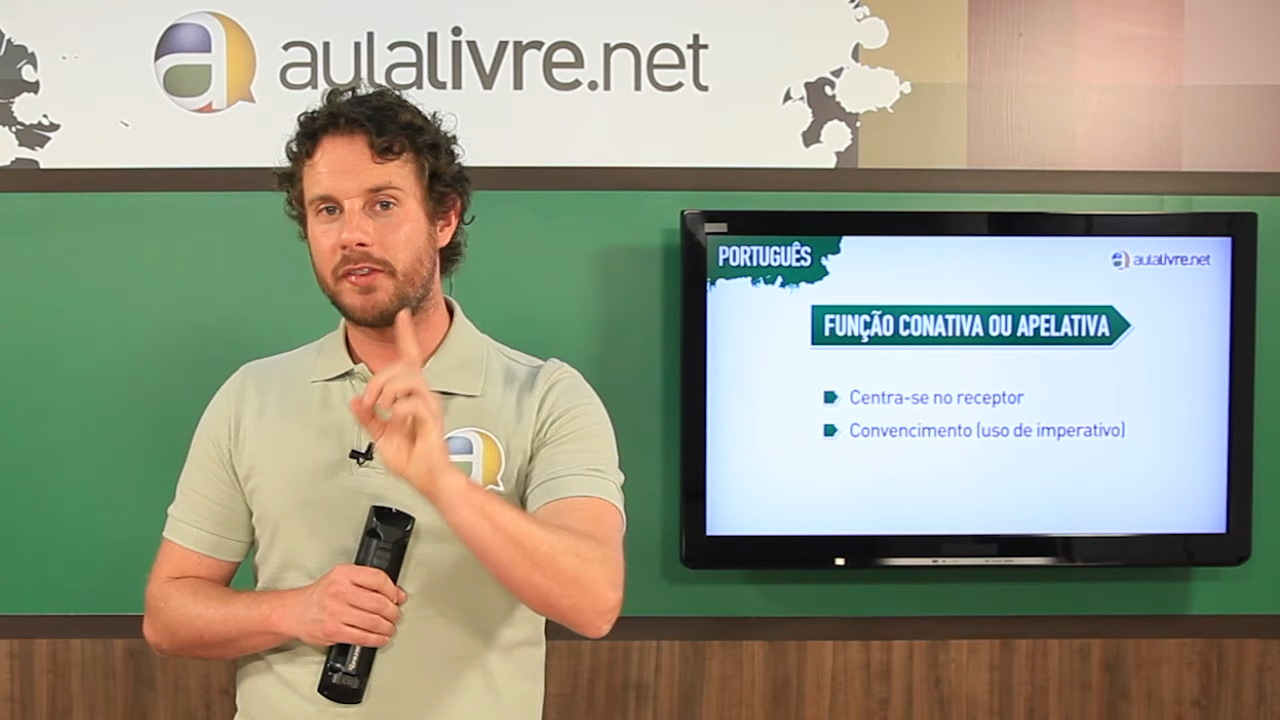 aulalivre.net
PORTUGUÊS
aulalivre.net
FUNÇÃO CONATIVA OU APELATIVA
Centra-se no receptor
Convencimento (uso de imperativo)